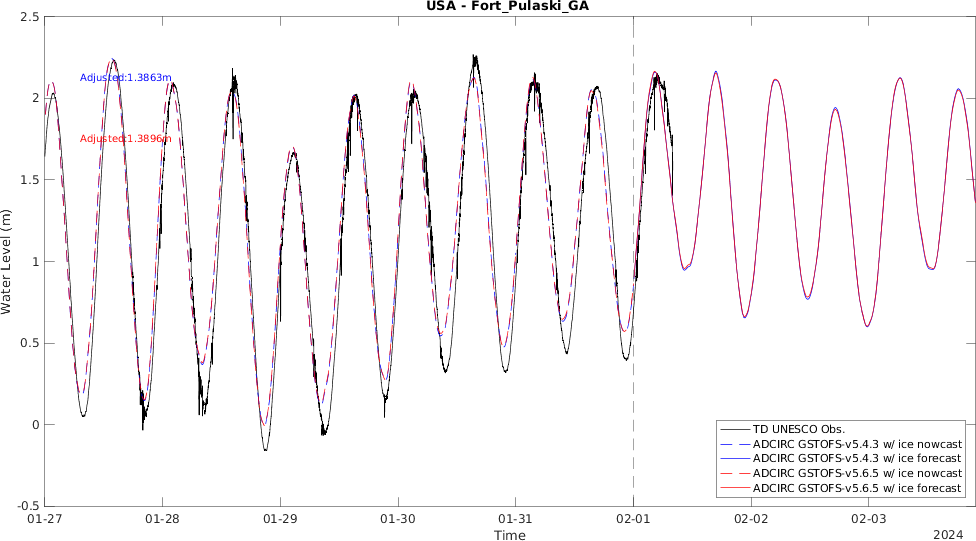 USA - Fort_Pulaski_GA
2.5
2
1.5
1
0.5
0
-0.5
Water Level (m)
Adjusted:1.3863m
Adjusted:1.3896m
TD UNESCO Obs.
ADCIRC GSTOFS-v5.4.3 w/ ice nowcast
ADCIRC GSTOFS-v5.4.3 w/ ice forecast
ADCIRC GSTOFS-v5.6.5 w/ ice nowcast
ADCIRC GSTOFS-v5.6.5 w/ ice forecast
01-27 01-28 01-29 01-30 01-31 02-01 02-02 02-03
Time
2024